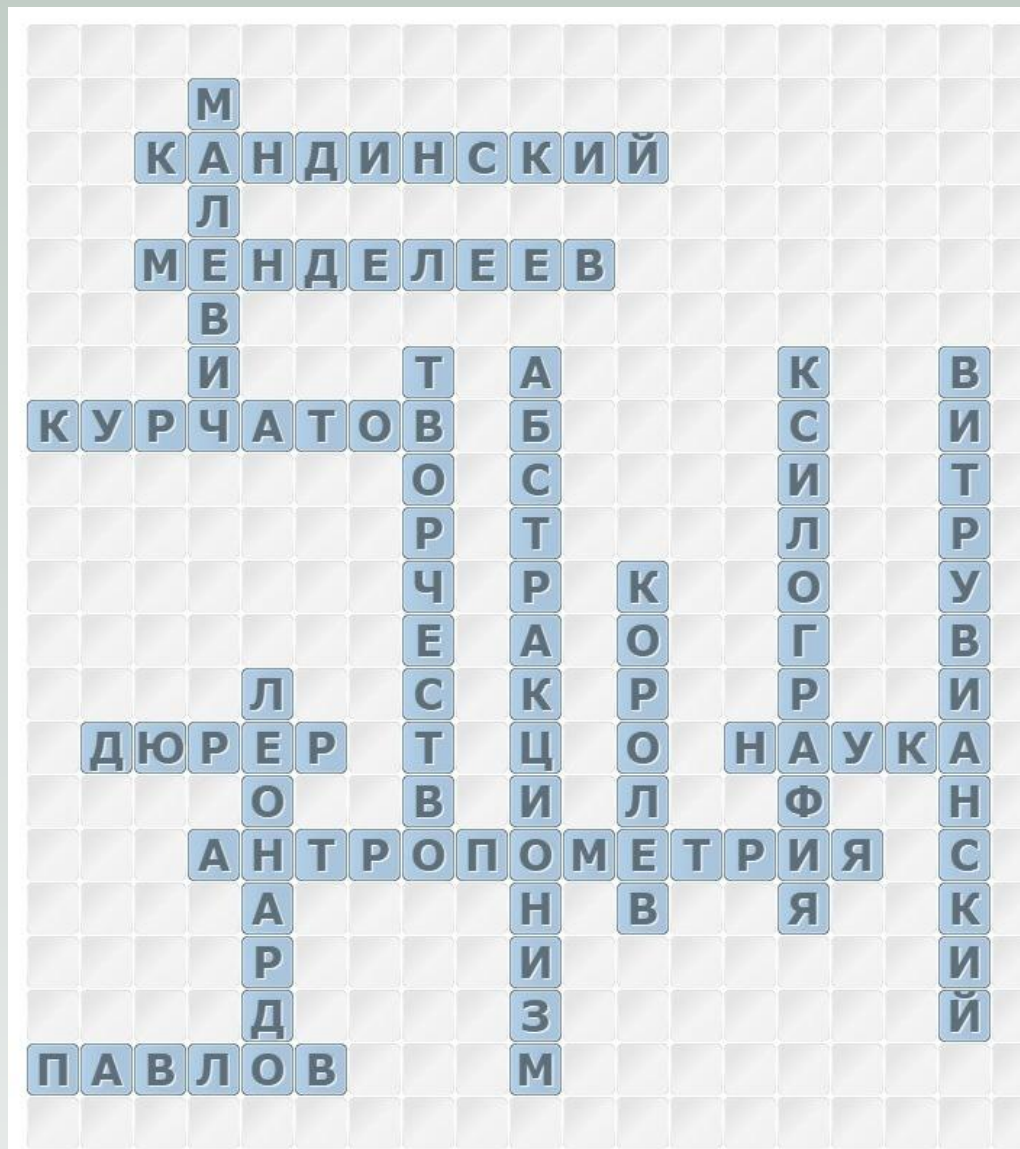 МАЛЕВИЧ
КАНДИНСКИЙ
МЕНДЕЛЕЕВ
ТВОРЧЕСТВО
АБСТРАКЦИОНИЗМ
КСИЛОГРАФИЯ
ВИТРУВИАНСКИЙ
КУРЧАТОВ
КОРОЛЕВ
ЛЕОНАРДО
ДЮРЕР
НАУКА
АНТРОПОМЕТРИЯ
ПАВЛОВ